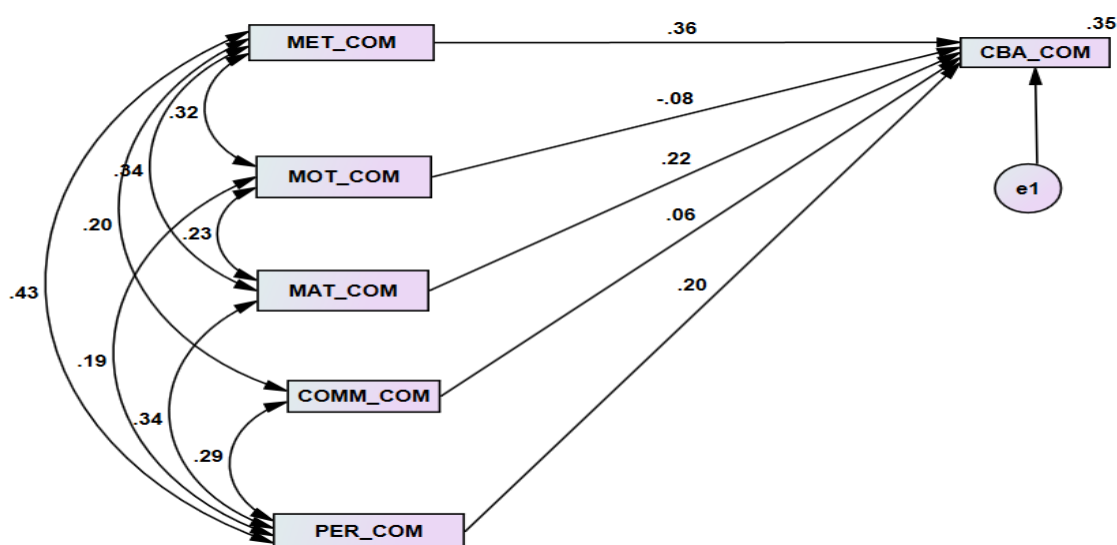 .36
.35
MET_COM
CBA_COM
.32
-.08
.34
MOT_COM
.22
e1
.20
.23
.06
.43
MAT_COM
.20
.19
COMM_COM
.34
.29
PER_COM